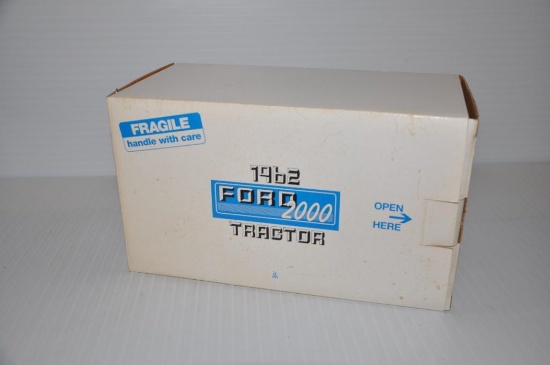 FRAGILE
handle with care
1962
FORD
2000
TRACTOR
OPEN
HERE